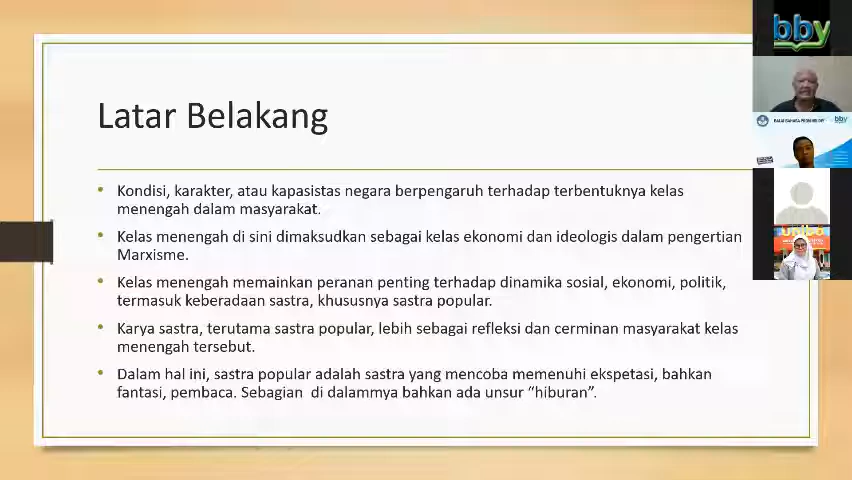 bby
Latar Belakang
• Kondisi, karakter, atau kapasistas negara berpengaruh terhadap terbentuknya kelas
menengah dalam masyarakat.
• Kelas menengah di sini dimaksudkan sebagai kelas ekonomi dan ideologis dalam pengertian
Marxisme.
• Kelas menengah memainkan peranan penting terhadap dinamika sosial, ekonomi, politik,
termasuk keberadaan sastra, khususnya sastra popular.
• Karya sastra, terutama sastra popular, lebih sebagai refleksi dan cerminan masyarakat kelas
menengah tersebut.
• Dalam hal ini, sastra popular adalah sastra yang mencoba memenuhi ekspetasi, bahkan
fantasi, pembaca. Sebagian di dalammya bahkan ada unsur “hiburan”.
bby